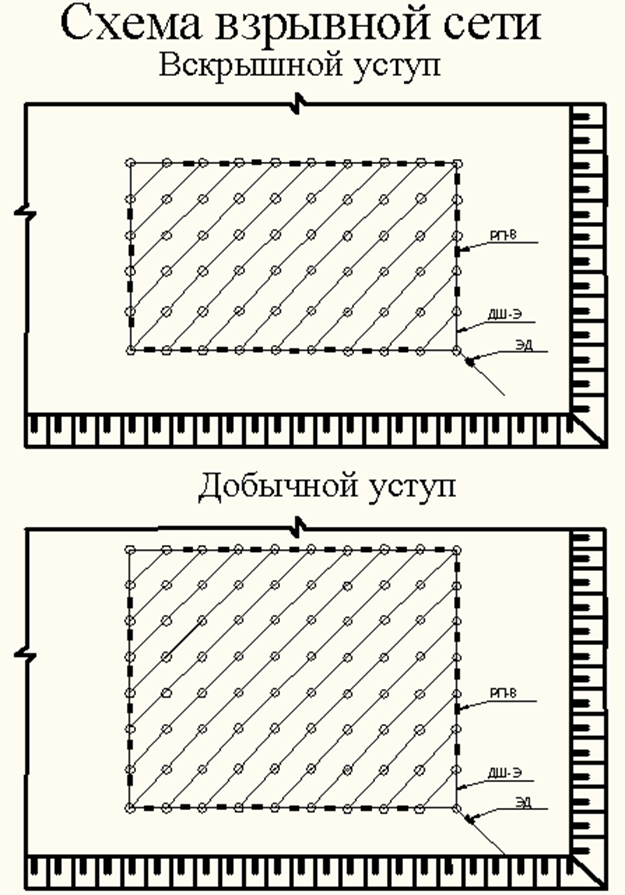 Схема взрывной сети
Вскрышной уступ
РП-8
ДШ-Э
ЭД
Добычной уступ
РП-8
ДШ-Э
ЭД